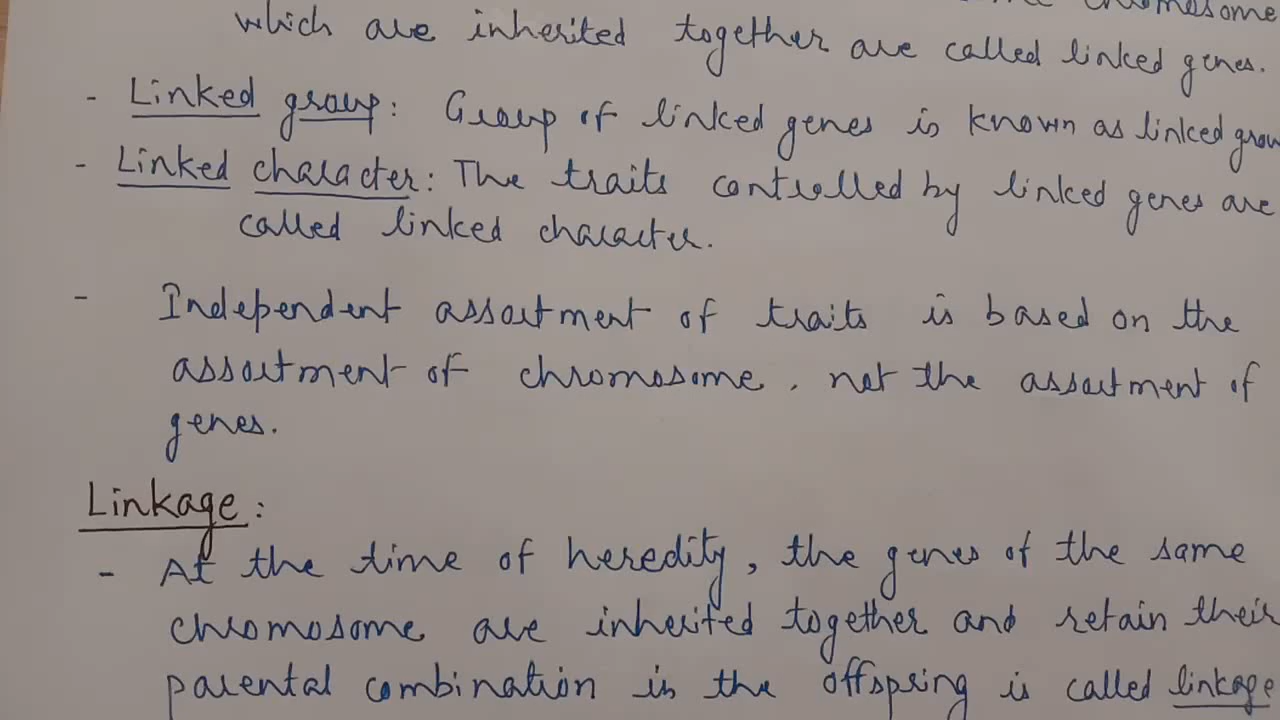 chromosome
which are inherited together are called linked genes.
- Linked group: Group of linked genes is known as linked grou
- Linked character: The traits controlled by linked genes are
called linked character.
- Independent assortment of traits is based on the
assortment of chromosome, not the assortment of
genes.
Linkage:
- At the time of heredity, the genes of the same
chromosome are inherited together and retain their
parental combination in the offspring is called linkage